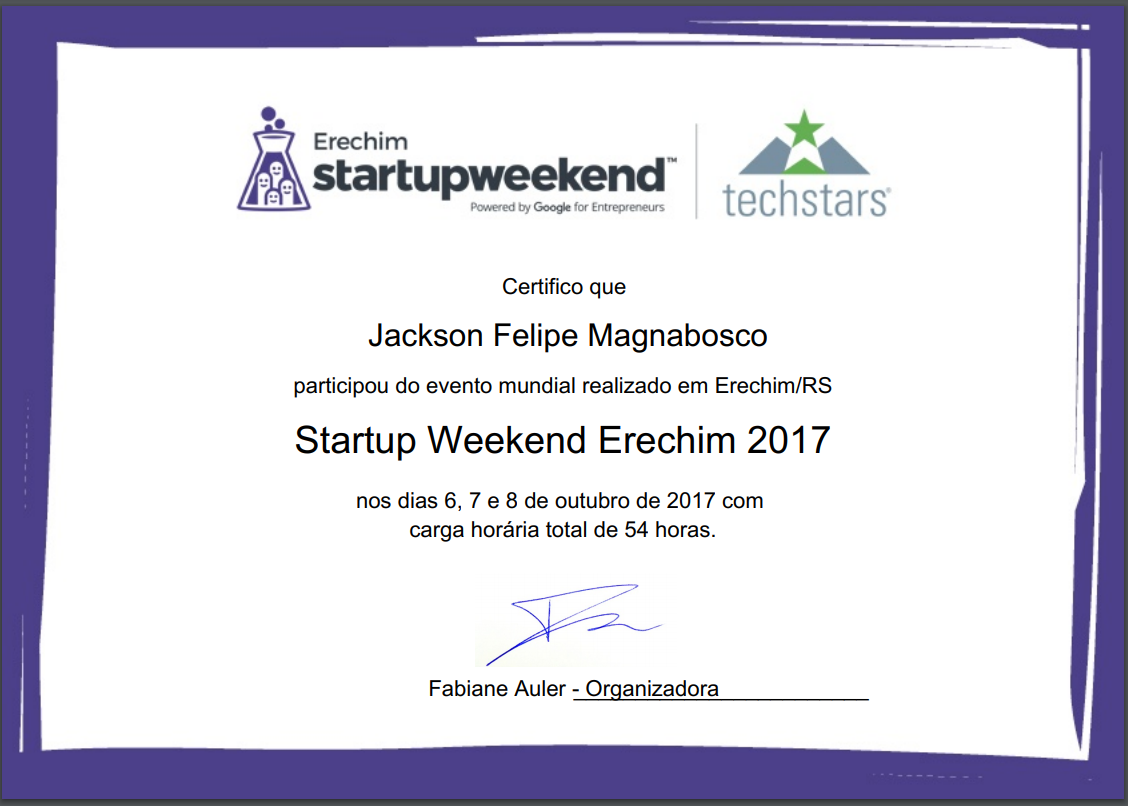 Erechim
startupweekend™
Powered by Google for Entrepreneurs
techstars®
Certifico que
Jackson Felipe Magnabosco
participou do evento mundial realizado em Erechim/RS
Startup Weekend Erechim 2017
nos dias 6, 7 e 8 de outubro de 2017 com
carga horária total de 54 horas.
Fabiane Auler - Organizadora____________